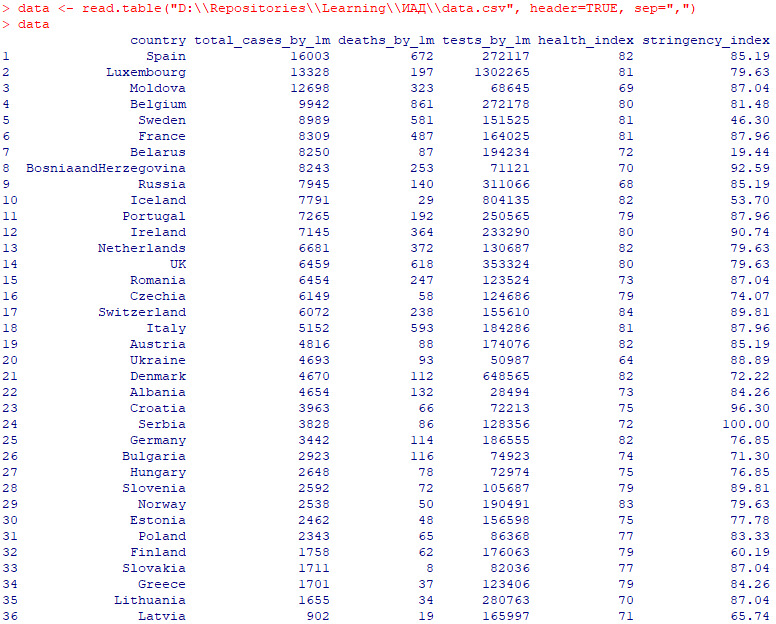 > data <- read.table("D:\\Repositories\\Learning\\ИАД\\data.csv", header=TRUE, sep=",")
> data
country total_cases_by_lm deaths_by_lm tests_by_lm health_index stringency_index
1 Spain 16003 672 272117 82 85.19
2 Luxembourg 13328 197 1302265 81 79.63
3 Moldova 12698 323 68645 69 87.04
4 Belgium 9942 861 272178 80 81.48
5 Sweden 8989 581 151525 81 46.30
6 France 8309 487 164025 81 87.96
7 Belarus 8250 87 194234 72 19.44
8 BosniaandHerzegovina 8243 253 71121 70 92.59
9 Russia 7945 140 311066 68 85.19
10 Iceland 7791 29 804135 82 53.70
11 Portugal 7265 192 250565 79 87.96
12 Ireland 7145 364 233290 80 90.74
13 Netherlands 6681 372 130687 82 79.63
14 UK 6459 618 353324 80 79.63
15 Romania 6454 247 123524 73 87.04
16 Czechia 6149 58 124686 79 74.07
17 Switzerland 6072 238 155610 84 89.81
18 Italy 5152 593 184286 81 87.96
19 Austria 4816 88 174076 82 85.19
20 Ukraine 4693 93 50987 64 88.89
21 Denmark 4670 112 648565 82 72.22
22 Albania 4654 132 28494 73 84.26
23 Croatia 3963 66 72213 75 96.30
24 Serbia 3828 86 128356 72 100.00
25 Germany 3442 114 186555 82 76.85
26 Bulgaria 2923 116 74923 74 71.30
27 Hungary 2648 78 72974 75 76.85
28 Slovenia 2592 72 105687 79 89.81
29 Norway 2538 50 190491 83 79.63
30 Estonia 2462 48 156598 75 77.78
31 Poland 2343 65 86368 77 83.33
32 Finland 1758 62 176063 79 60.19
33 Slovakia 1711 8 82036 77 87.04
34 Greece 1701 37 123406 79 84.26
35 Lithuania 1655 34 280763 70 87.04
36 Latvia 902 19 165997 71 65.74